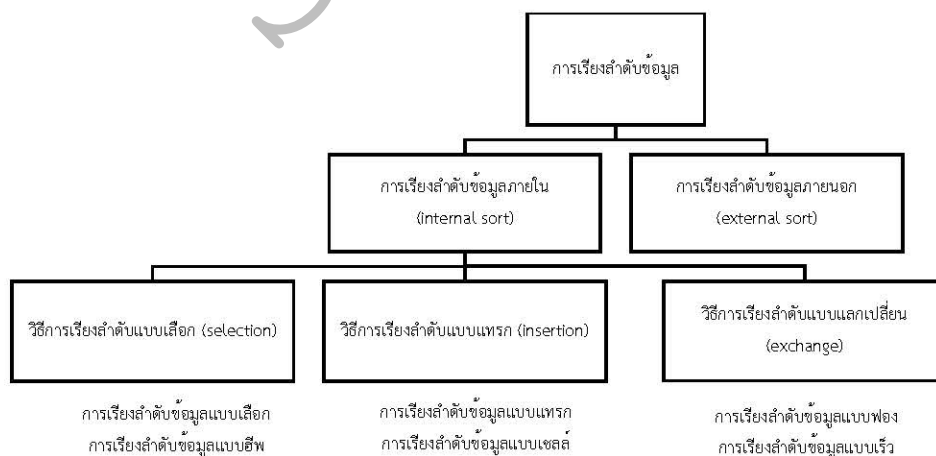 การเรียงลำดับข้อมูล
การเรียงลำดับข้อมูลภายใน
(internal sort)
การเรียงลำดับข้อมูลภายนอก
(external sort)
วิธีการเรียงลำดับแบบเลือก (selection)
วิธีการเรียงลำดับแบบแทรก (insertion)
วิธีการเรียงลำดับแบบแลกเปลี่ยน
(exchange)
การเรียงลำดับข้อมูลแบบเลือก
การเรียงลำดับข้อมูลแบบฮีพ
การเรียงลำดับข้อมูลแบบแทรก
การเรียงลำดับข้อมูลแบบเชลล์
การเรียงลำดับข้อมูลแบบฟอง
การเรียงลำดับข้อมูลแบบเร็ว